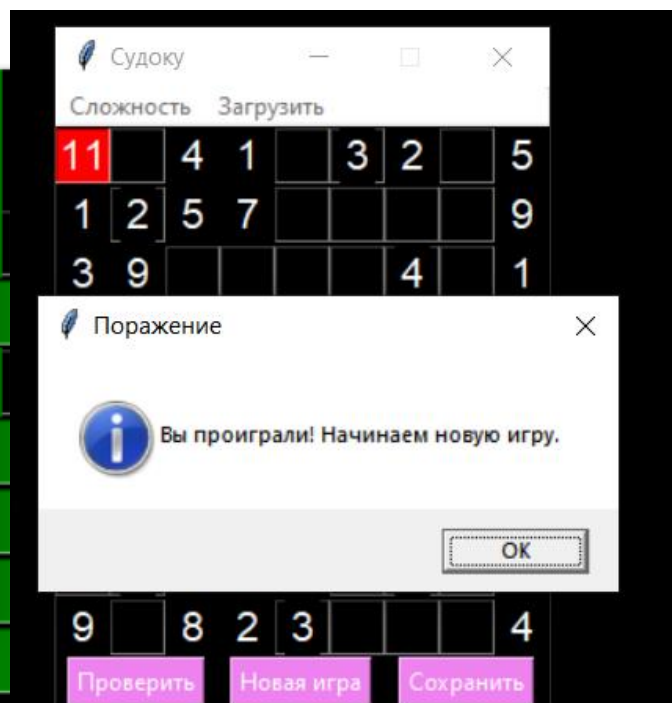 Судоку
Сложность Загрузить
11 4 1 3 2 5
1 2 5 7 9
3 9 4 1
Поражение
Вы проиграли! Начинаем новую игру.
OK
9 8 2 3 4
Проверить Новая игра Сохранить